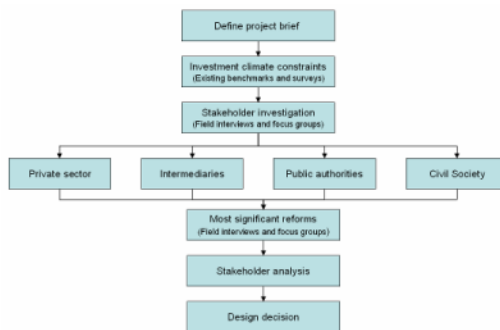 Define project brief
Investment climate constraints
(Existing benchmarks and surveys)
Stakeholder investigation
(Field interviews and focus groups)
Private sector
Intermediaries
Public authorities
Civil Society
Most significant reforms
(Field interviews and focus groups)
Stakeholder analysis
Design decision